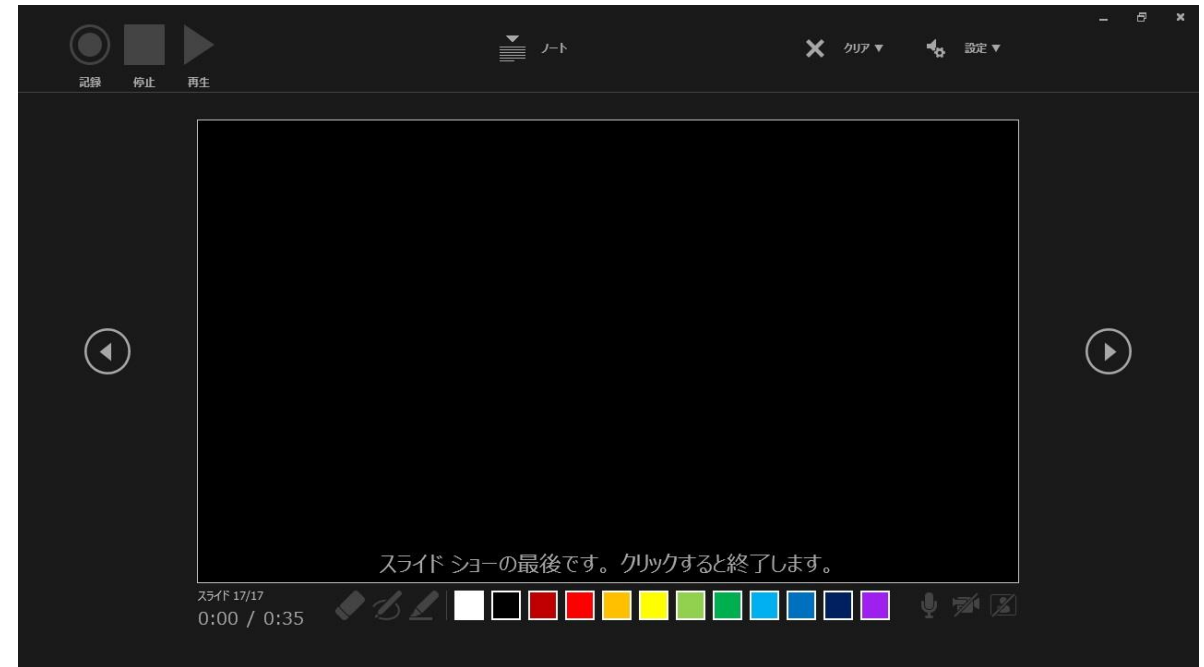 記録 停止 再生
ノート
クリア ▼
設定 ▼
スライド ショーの最後です。クリックすると終了します。
スライド 17/17
0:00 / 0:35